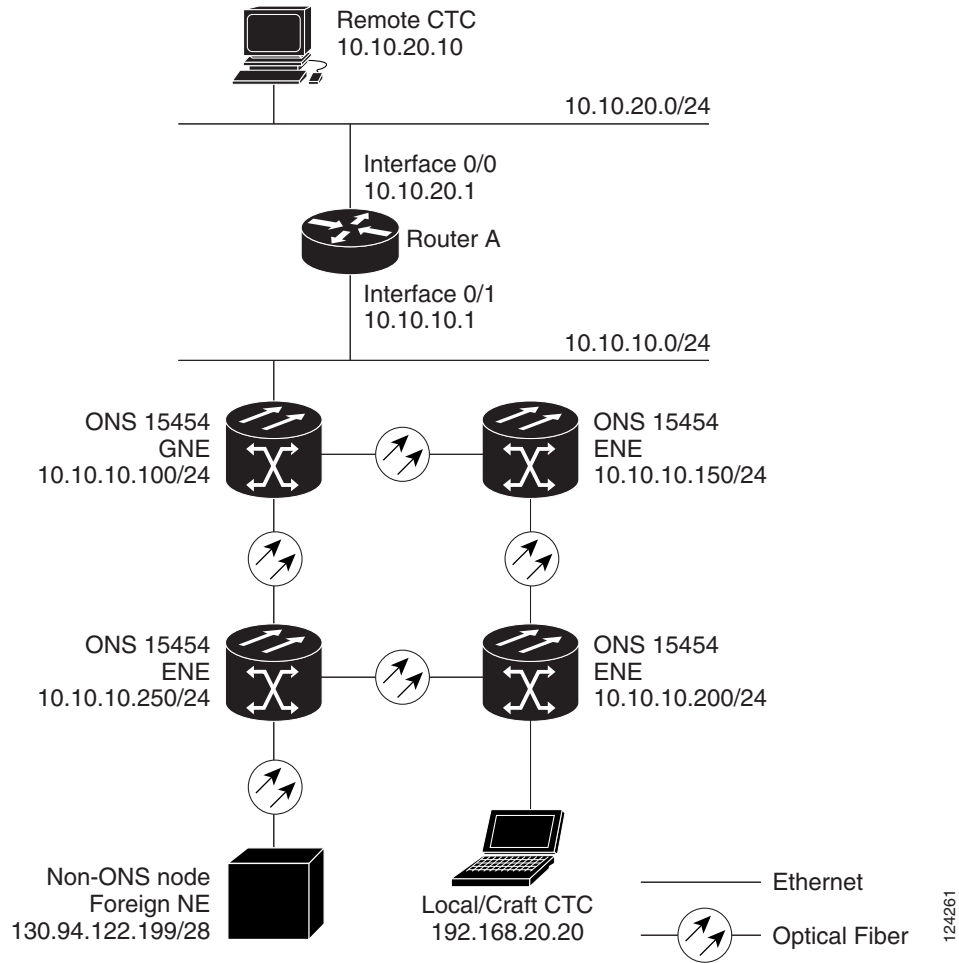 Remote CTC
10.10.20.10
10.10.20.0/24
Interface 0/0
10.10.20.1
Router A
Interface 0/1
10.10.10.1
10.10.10.0/24
ONS 15454
GNE
10.10.10.100/24
ONS 15454
ENE
10.10.10.150/24
ONS 15454
ENE
10.10.10.250/24
ONS 15454
ENE
10.10.10.200/24
Non-ONS node
Foreign NE
130.94.122.199/28
Local/Craft CTC
192.168.20.20
Ethernet
Optical Fiber
124261